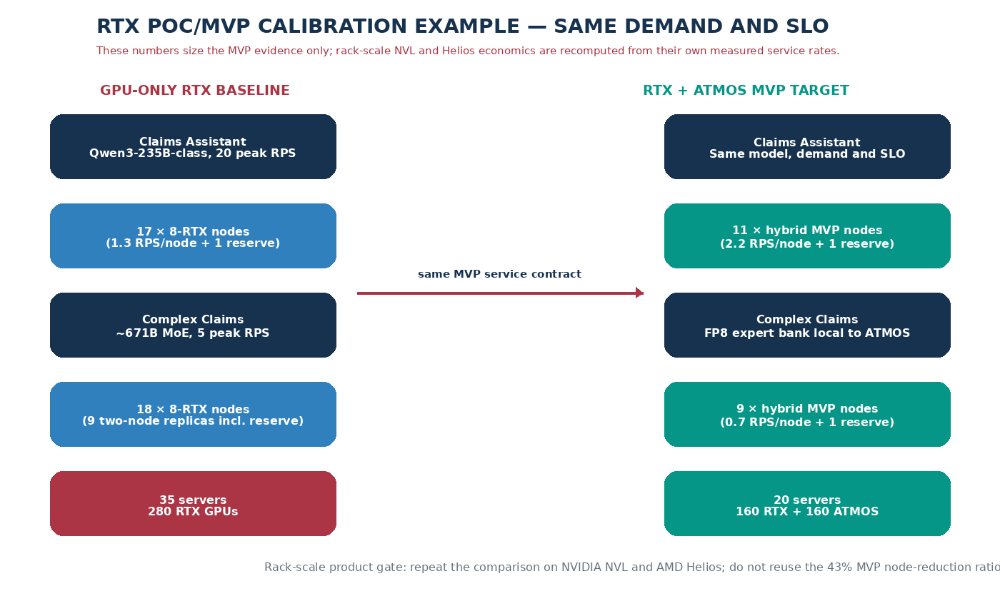 RTX POC/MVP CALIBRATION EXAMPLE — SAME DEMAND AND SLO
These numbers size the MVP evidence only; rack-scale NVL and Helios economics are recomputed from their own measured service rates.
GPU-ONLY RTX BASELINE
Claims Assistant
Qwen3-235B-class, 20 peak RPS
17 × 8-RTX nodes
(1.3 RPS/node + 1 reserve)
Complex Claims
~671B MoE, 5 peak RPS
18 × 8-RTX nodes
(9 two-node replicas incl. reserve)
35 servers
280 RTX GPUs
same MVP service contract
RTX + ATMOS MVP TARGET
Claims Assistant
Same model, demand and SLO
11 × hybrid MVP nodes
(2.2 RPS/node + 1 reserve)
Complex Claims
FP8 expert bank local to ATMOS
9 × hybrid MVP nodes
(0.7 RPS/node + 1 reserve)
20 servers
160 RTX + 160 ATMOS
Rack-scale product gate: repeat the comparison on NVIDIA NVL and AMD Helios; do not reuse the 43% MVP node-reduction ratio